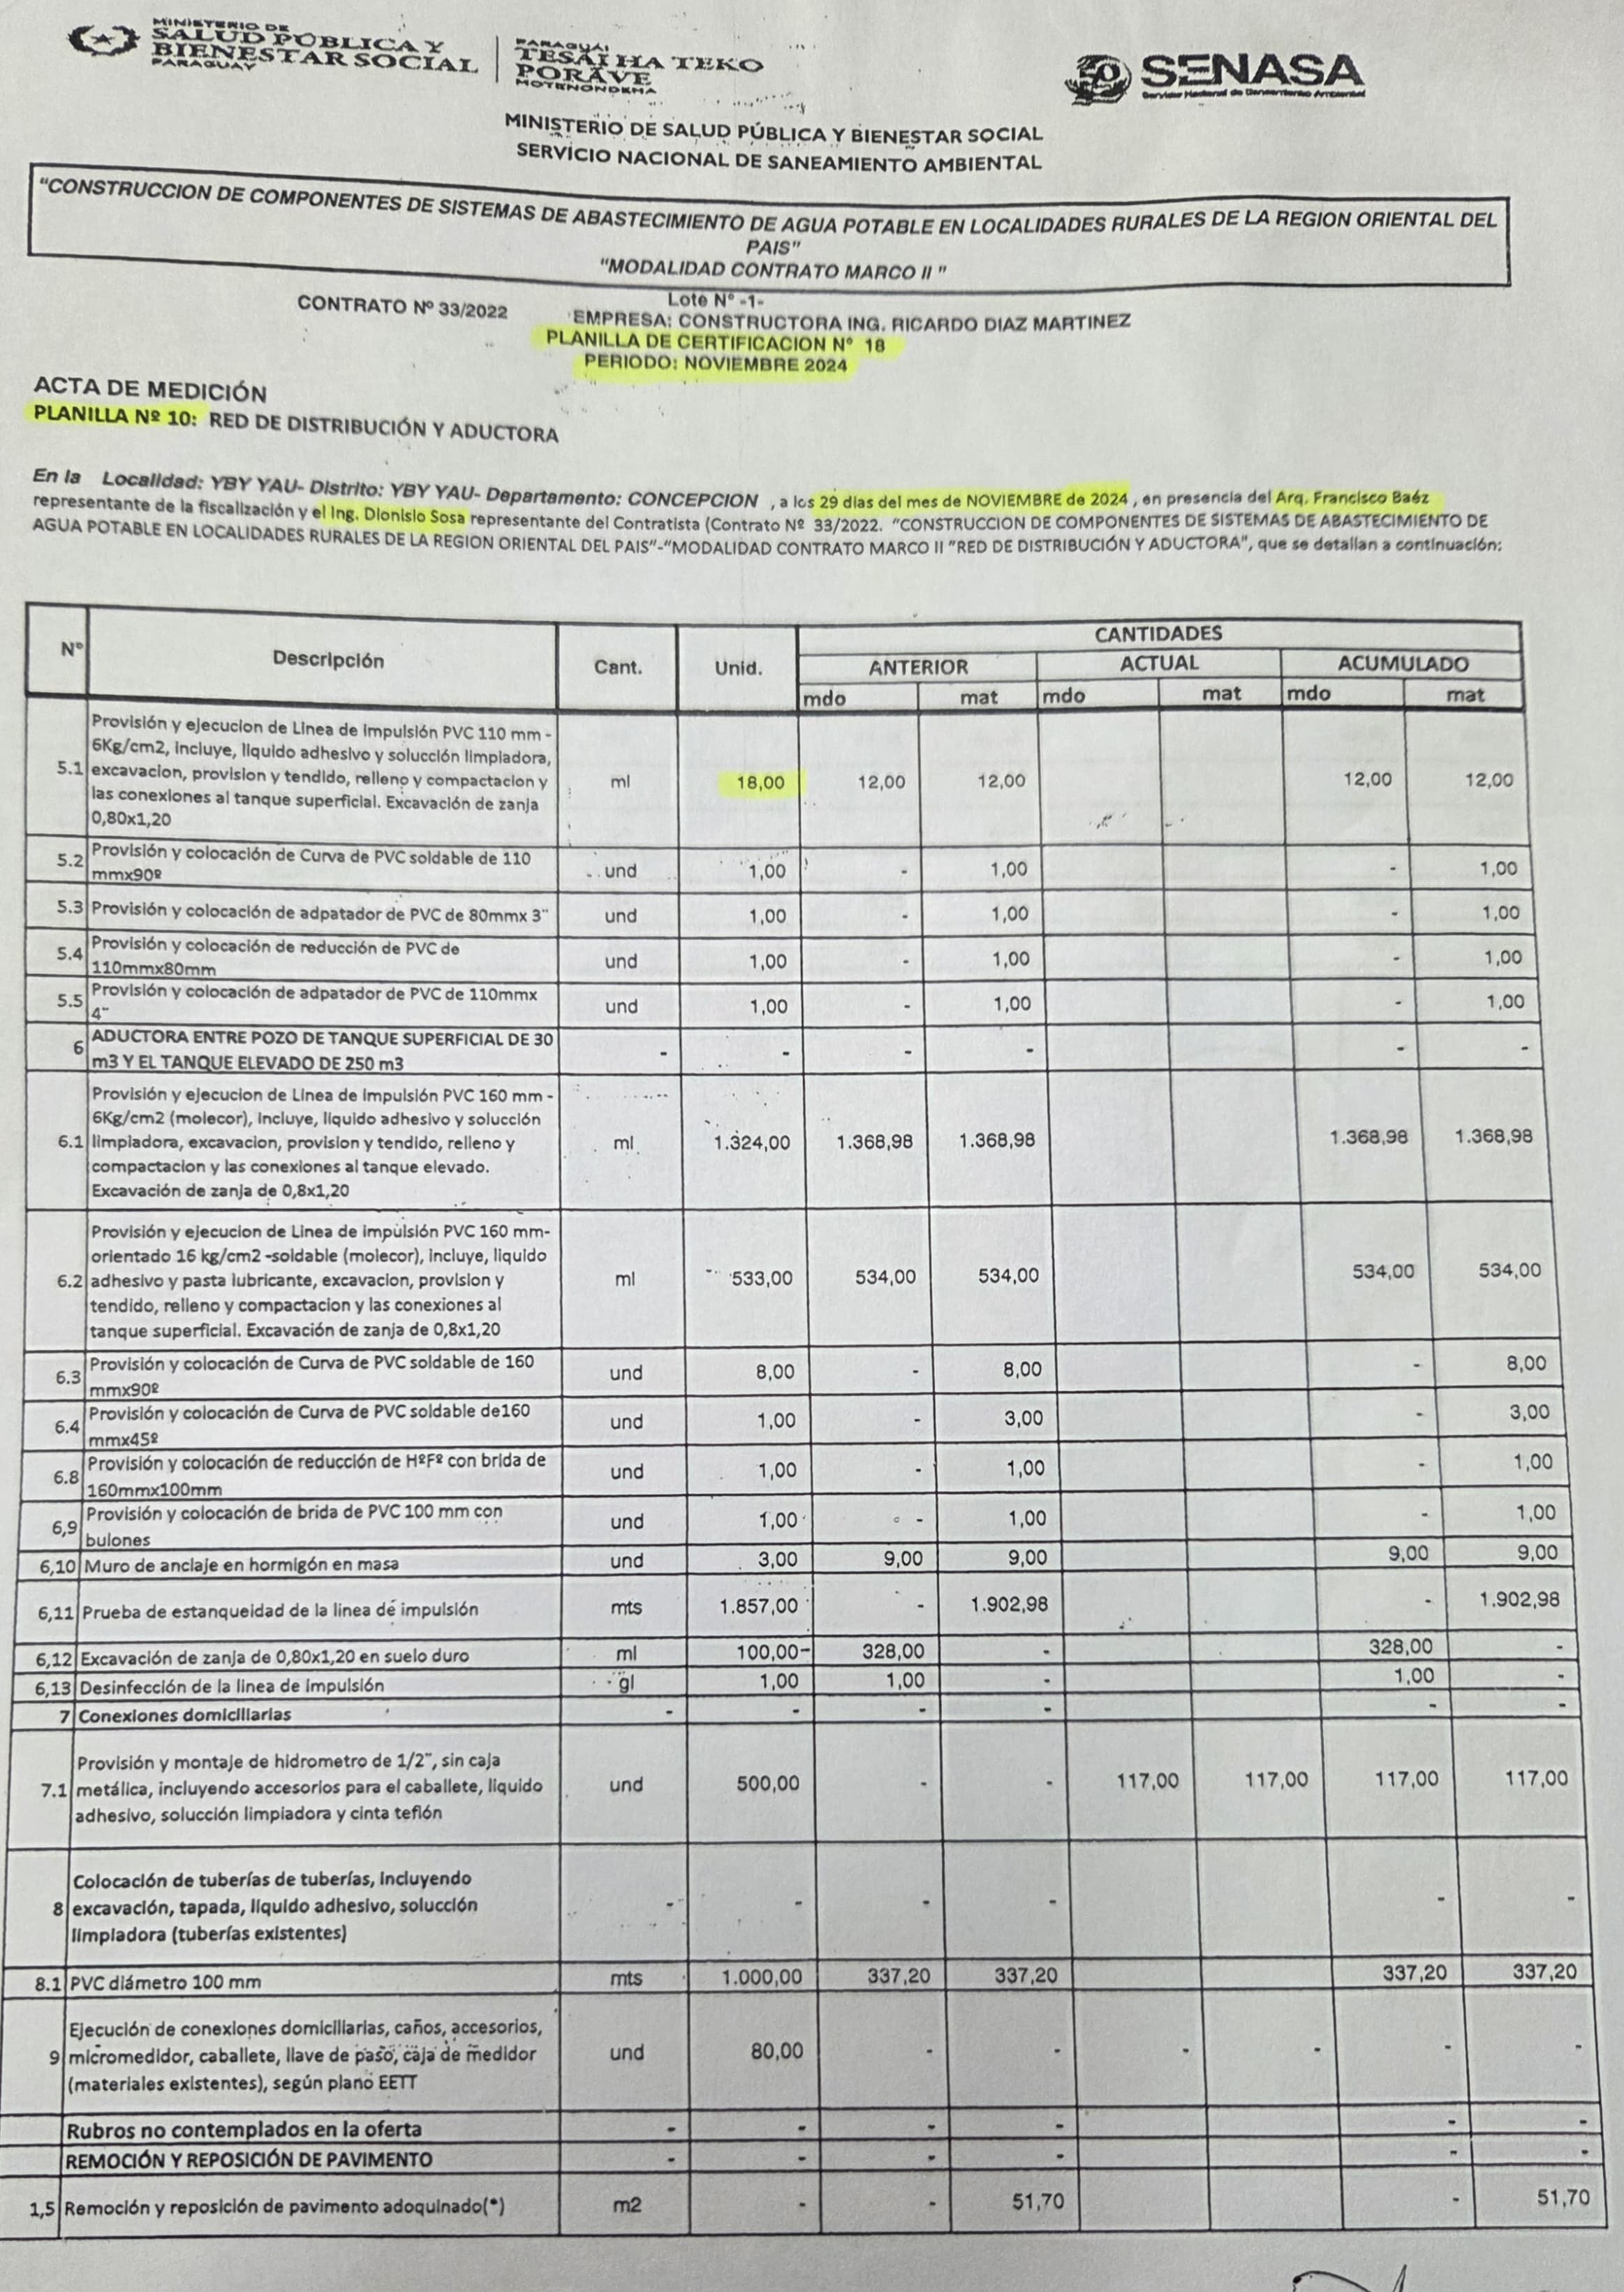 MINISTERIO DE
SALUD PÚBLICA Y
BIENESTAR SOCIAL
PARAGUAY
PARAGUÁI
TESÃI HA TEKO
PORÃVE
MOTENONDEHA
SENASA
Servicio Nacional de Saneamiento Ambiental
MINISTERIO DE SALUD PÚBLICA Y BIENESTAR SOCIAL
SERVICIO NACIONAL DE SANEAMIENTO AMBIENTAL
"CONSTRUCCION DE COMPONENTES DE SISTEMAS DE ABASTECIMIENTO DE AGUA POTABLE EN LOCALIDADES RURALES DE LA REGION ORIENTAL DEL
PAIS"
"MODALIDAD CONTRATO MARCO II "
CONTRATO Nº 33/2022
Lote N° -1-
EMPRESA: CONSTRUCTORA ING. RICARDO DIAZ MARTINEZ
PLANILLA DE CERTIFICACION N° 18
PERIODO: NOVIEMBRE 2024
ACTA DE MEDICIÓN
PLANILLA Nº 10: RED DE DISTRIBUCIÓN Y ADUCTORA
En la Localidad: YBY YAU- Distrito: YBY YAU- Departamento: CONCEPCION , a los 29 dias del mes de NOVIEMBRE de 2024 , en presencia del Arq. Francisco Baéz
representante de la fiscalización y el Ing. Dionisio Sosa representante del Contratista (Contrato Nº 33/2022. "CONSTRUCCION DE COMPONENTES DE SISTEMAS DE ABASTECIMIENTO DE
AGUA POTABLE EN LOCALIDADES RURALES DE LA REGION ORIENTAL DEL PAIS"-"MODALIDAD CONTRATO MARCO II "RED DE DISTRIBUCIÓN Y ADUCTORA", que se detallan a continuación:
CANTIDADES
N° Descripción Cant. Unid. ANTERIOR ACTUAL ACUMULADO
mdo mat mdo mat mdo mat
Provisión y ejecucion de Linea de Impulsión PVC 110 mm -
6Kg/cm2, incluye, liquido adhesivo y solucción limpiadora,
5.1 excavacion, provision y tendido, relleno y compactacion y ml 18,00 12,00 12,00 12,00 12,00
las conexiones al tanque superficial. Excavación de zanja
0,80x1,20
5.2 Provisión y colocación de Curva de PVC soldable de 110 und 1,00 - 1,00 - 1,00
mmx90º
5.3 Provisión y colocación de adpatador de PVC de 80mmx 3" und 1,00 - 1,00 - 1,00
5.4 Provisión y colocación de reducción de PVC de und 1,00 - 1,00 - 1,00
110mmx80mm
5.5 Provisión y colocación de adpatador de PVC de 110mmx und 1,00 - 1,00 - 1,00
4"
6 ADUCTORA ENTRE POZO DE TANQUE SUPERFICIAL DE 30 - - - - - -
m3 Y EL TANQUE ELEVADO DE 250 m3
Provisión y ejecucion de Linea de Impulsión PVC 160 mm -
6Kg/cm2 (molecor), incluye, liquido adhesivo y solucción
6.1 limpiadora, excavacion, provision y tendido, relleno y ml 1.324,00 1.368,98 1.368,98 1.368,98 1.368,98
compactacion y las conexiones al tanque elevado.
Excavación de zanja de 0,8x1,20
Provisión y ejecucion de Linea de impulsión PVC 160 mm-
orientado 16 kg/cm2 -soldable (molecor), incluye, liquido
6.2 adhesivo y pasta lubricante, excavacion, provision y ml 533,00 534,00 534,00 534,00 534,00
tendido, relleno y compactacion y las conexiones al
tanque superficial. Excavación de zanja de 0,8x1,20
6.3 Provisión y colocación de Curva de PVC soldable de 160 und 8,00 - 8,00 - 8,00
mmx90º
6.4 Provisión y colocación de Curva de PVC soldable de160 und 1,00 - 3,00 - 3,00
mmx45º
6.8 Provisión y colocación de reducción de HºFº con brida de und 1,00 - 1,00 - 1,00
160mmx100mm
6,9 Provisión y colocación de brida de PVC 100 mm con und 1,00 - 1,00 - 1,00
bulones
6,10 Muro de anclaje en hormigón en masa und 3,00 9,00 9,00 9,00 9,00
6,11 Prueba de estanqueidad de la linea de impulsión mts 1.857,00 - 1.902,98 - 1.902,98
6,12 Excavación de zanja de 0,80x1,20 en suelo duro ml 100,00 328,00 - 328,00 -
6,13 Desinfección de la linea de Impulsión gl 1,00 1,00 - 1,00 -
7 Conexiones domiciliarias - - - - - -
Provisión y montaje de hidrometro de 1/2", sin caja
7.1 metálica, incluyendo accesorios para el caballete, liquido und 500,00 - - 117,00 117,00 117,00 117,00
adhesivo, solucción limpiadora y cinta teflón
Colocación de tuberías de tuberías, incluyendo
8 excavación, tapada, liquido adhesivo, solucción - - - - - -
limpiadora (tuberías existentes)
8.1 PVC diámetro 100 mm mts 1.000,00 337,20 337,20 337,20 337,20
Ejecución de conexiones domiciliarias, caños, accesorios,
9 micromedidor, caballete, llave de paso, caja de medidor und 80,00 - - - - - -
(materiales existentes), según plano EETT
Rubros no contemplados en la oferta - - - - - -
REMOCIÓN Y REPOSICIÓN DE PAVIMENTO - - - - - -
1,5 Remoción y reposición de pavimento adoquinado(*) m2 - - 51,70 - 51,70